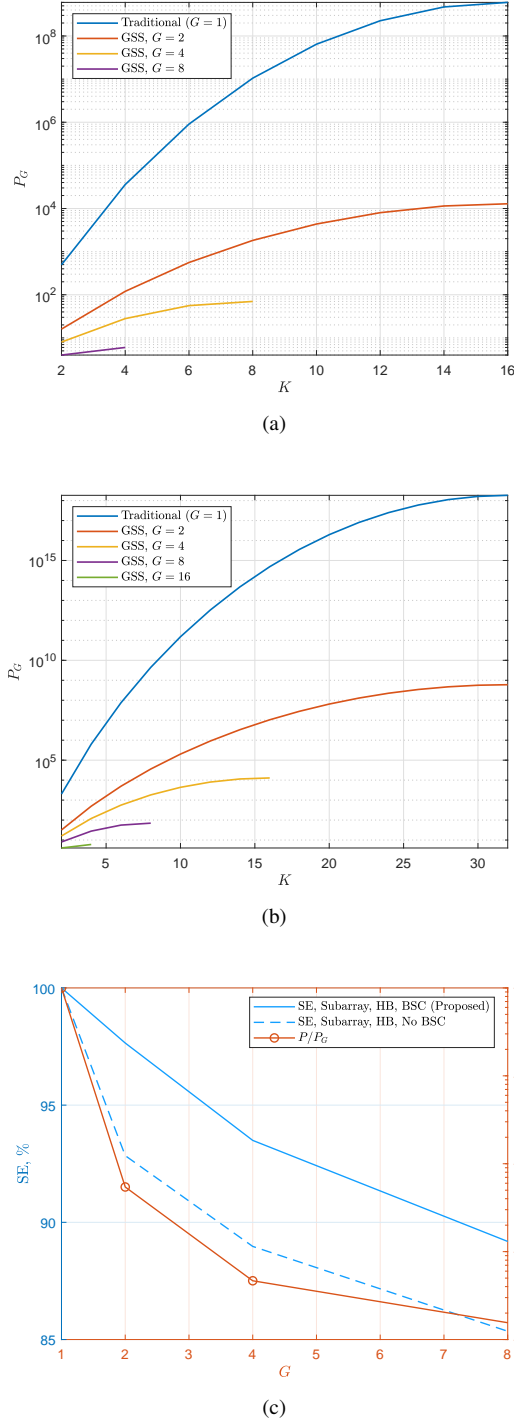 Traditional (G = 1)
GSS, G = 2
GSS, G = 4
GSS, G = 8
10^8
10^6
10^4
10^2
P_G
2 4 6 8 10 12 14 16
K
(a)
Traditional (G = 1)
GSS, G = 2
GSS, G = 4
GSS, G = 8
GSS, G = 16
10^15
10^10
10^5
P_G
5 10 15 20 25 30
K
(b)
SE, Subarray, HB, BSC (Proposed)
SE, Subarray, HB, No BSC
P/P_G
100
95
90
85
SE, %
1 2 3 4 5 6 7 8
G
(c)